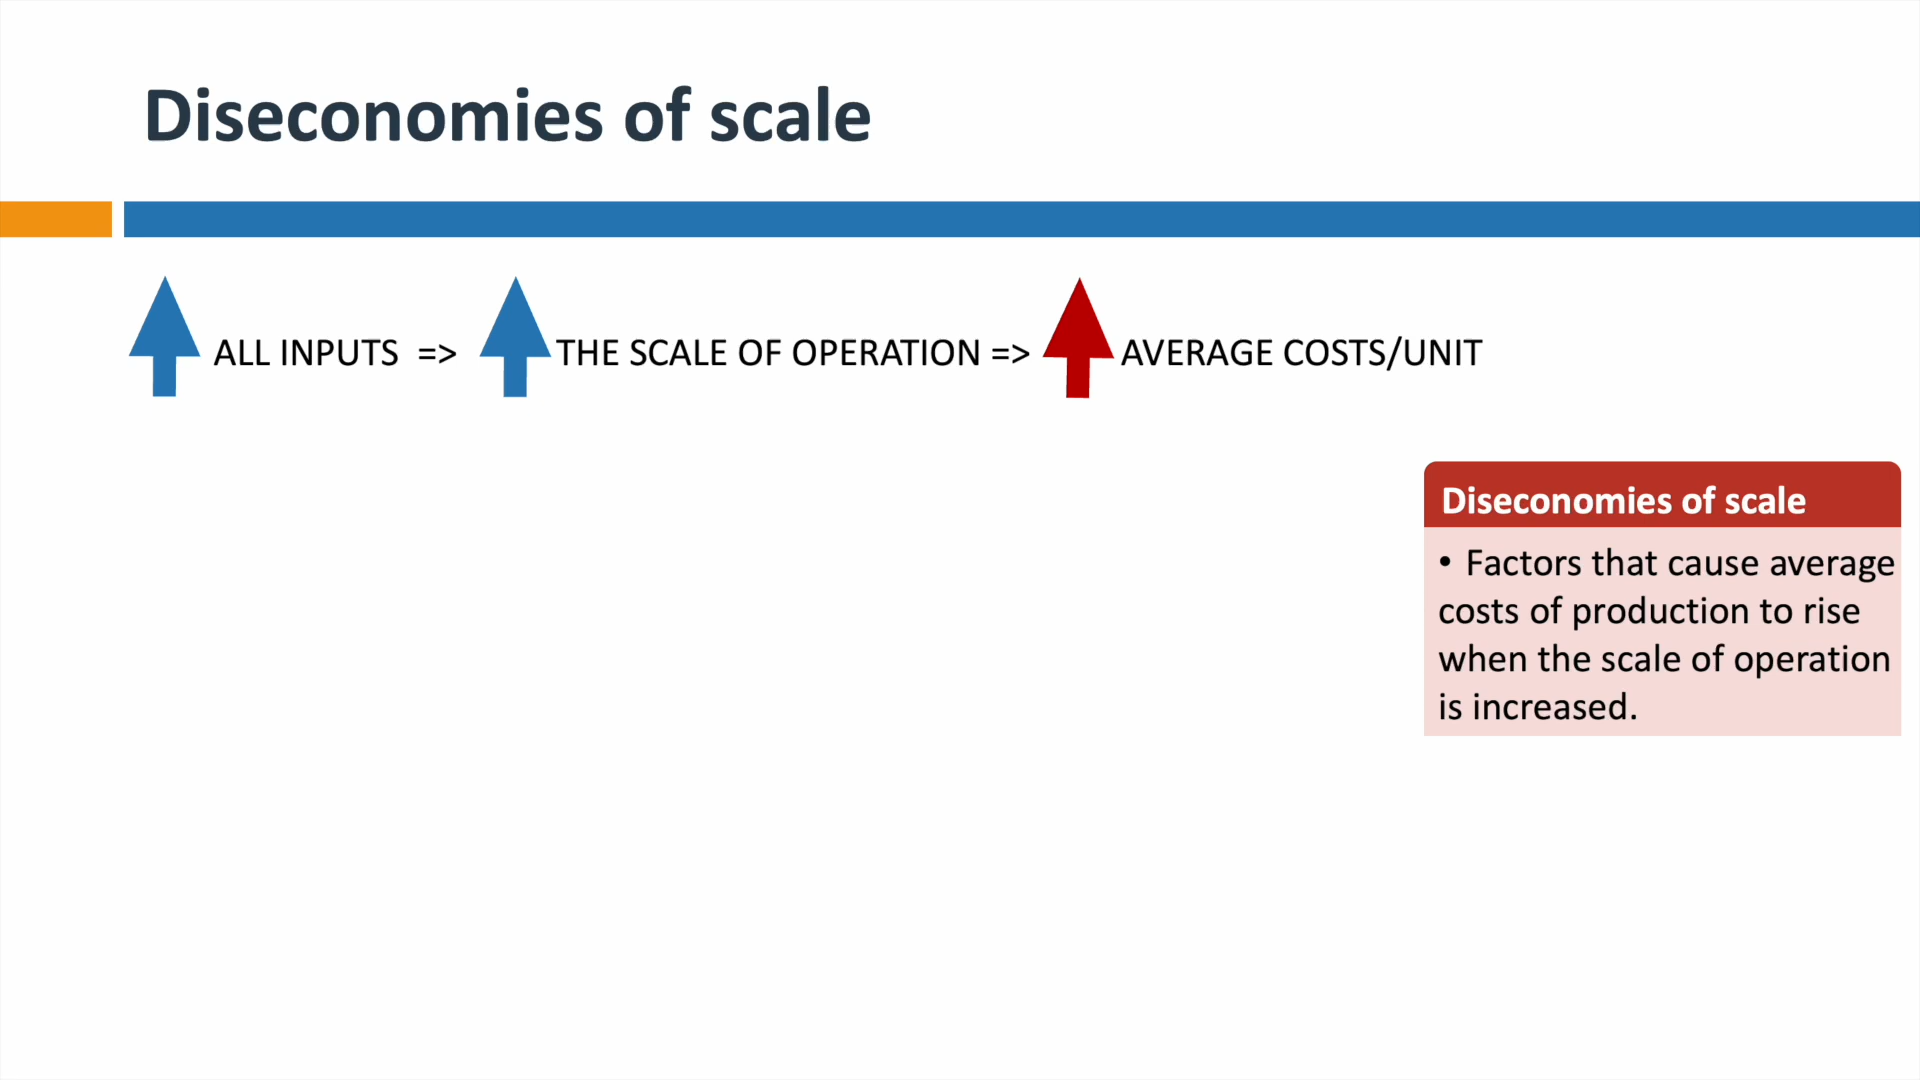 Diseconomies of scale
ALL INPUTS => THE SCALE OF OPERATION => AVERAGE COSTS/UNIT
Diseconomies of scale
• Factors that cause average
costs of production to rise
when the scale of operation
is increased.